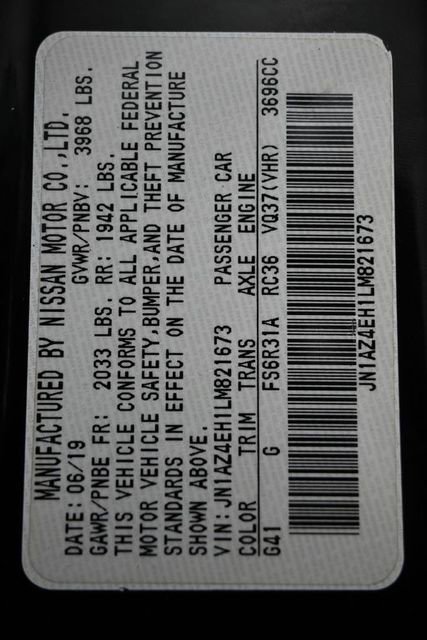 MANUFACTURED BY NISSAN MOTOR CO.,LTD.
DATE: 06/19 GVWR/PNBV: 3968 LBS.
GAWR/PNBE FR: 2033 LBS. RR: 1942 LBS.
THIS VEHICLE CONFORMS TO ALL APPLICABLE FEDERAL
MOTOR VEHICLE SAFETY,BUMPER,AND THEFT PREVENTION
STANDARDS IN EFFECT ON THE DATE OF MANUFACTURE
SHOWN ABOVE.
VIN:JN1AZ4EH1LM821673 PASSENGER CAR
COLOR TRIM TRANS AXLE ENGINE
G41 G FS6R31A RC36 VQ37(VHR) 3696CC
JN1AZ4EH1LM821673